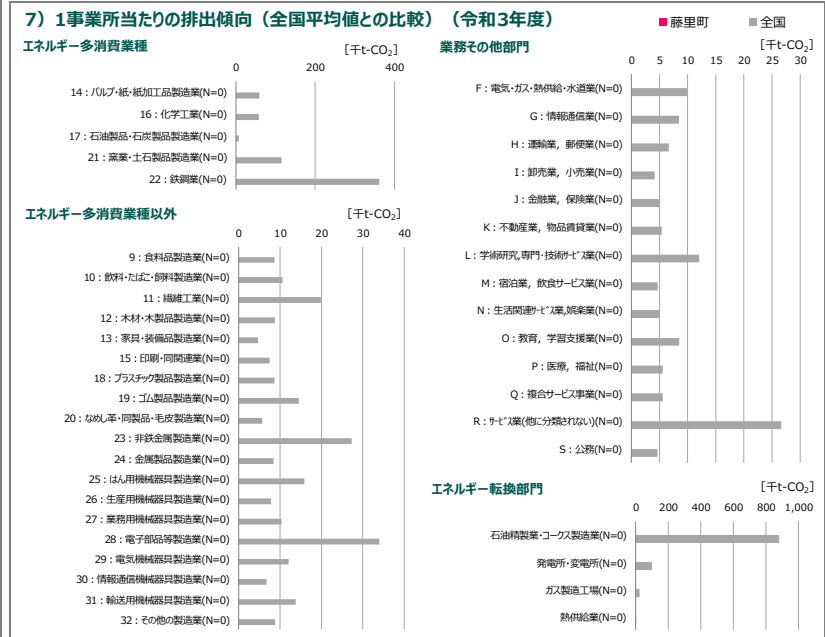 7）1事業所当たりの排出傾向（全国平均値との比較）（令和3年度）
■藤里町 ■全国
エネルギー多消費業種
［千t-CO₂］
0 200 400
14：パルプ・紙・紙加工品製造業(N=0)
16：化学工業(N=0)
17：石油製品・石炭製品製造業(N=0)
21：窯業・土石製品製造業(N=0)
22：鉄鋼業(N=0)
エネルギー多消費業種以外
［千t-CO₂］
0 10 20 30 40
9：食料品製造業(N=0)
10：飲料・たばこ・飼料製造業(N=0)
11：繊維工業(N=0)
12：木材・木製品製造業(N=0)
13：家具・装備品製造業(N=0)
15：印刷・同関連業(N=0)
18：プラスチック製品製造業(N=0)
19：ゴム製品製造業(N=0)
20：なめし革・同製品・毛皮製造業(N=0)
23：非鉄金属製造業(N=0)
24：金属製品製造業(N=0)
25：はん用機械器具製造業(N=0)
26：生産用機械器具製造業(N=0)
27：業務用機械器具製造業(N=0)
28：電子部品等製造業(N=0)
29：電気機械器具製造業(N=0)
30：情報通信機械器具製造業(N=0)
31：輸送用機械器具製造業(N=0)
32：その他の製造業(N=0)
業務その他部門
［千t-CO₂］
0 5 10 15 20 25 30
F：電気・ガス・熱供給・水道業(N=0)
G：情報通信業(N=0)
H：運輸業，郵便業(N=0)
I：卸売業，小売業(N=0)
J：金融業，保険業(N=0)
K：不動産業，物品賃貸業(N=0)
L：学術研究,専門・技術ｻｰﾋﾞｽ業(N=0)
M：宿泊業，飲食サービス業(N=0)
N：生活関連ｻｰﾋﾞｽ業,娯楽業(N=0)
O：教育，学習支援業(N=0)
P：医療，福祉(N=0)
Q：複合サービス事業(N=0)
R：ｻｰﾋﾞｽ業(他に分類されない)(N=0)
S：公務(N=0)
エネルギー転換部門
［千t-CO₂］
0 200 400 600 800 1,000
石油精製業・コークス製造業(N=0)
発電所・変電所(N=0)
ガス製造工場(N=0)
熱供給業(N=0)